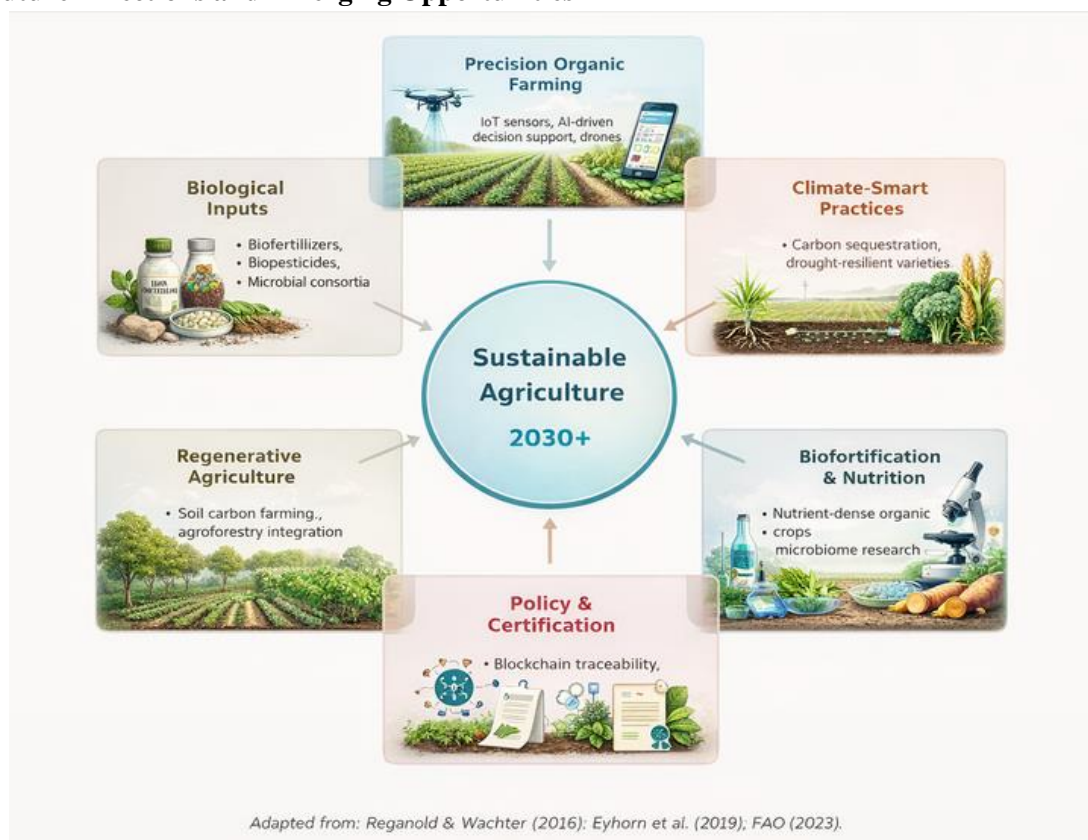 Precision Organic
Farming
IoT sensors, AI-driven
decision support, drones
Biological
Inputs
• Biofertillizers,
• Biopesticides,
• Microbial consortia
Climate-Smart
Practices
• Carbon sequestration,
drought-resilient varieties
Sustainable
Agriculture
2030+
Regenerative
Agriculture
• Soil carbon farming.,
agroforestry integration
Biofortification
& Nutrition
• Nutrient-dense organic
• crops
microbiome research
Policy &
Certification
• Blockchain traceability,
Adapted from: Reganold & Wachter (2016); Eyhorn et al. (2019); FAO (2023).